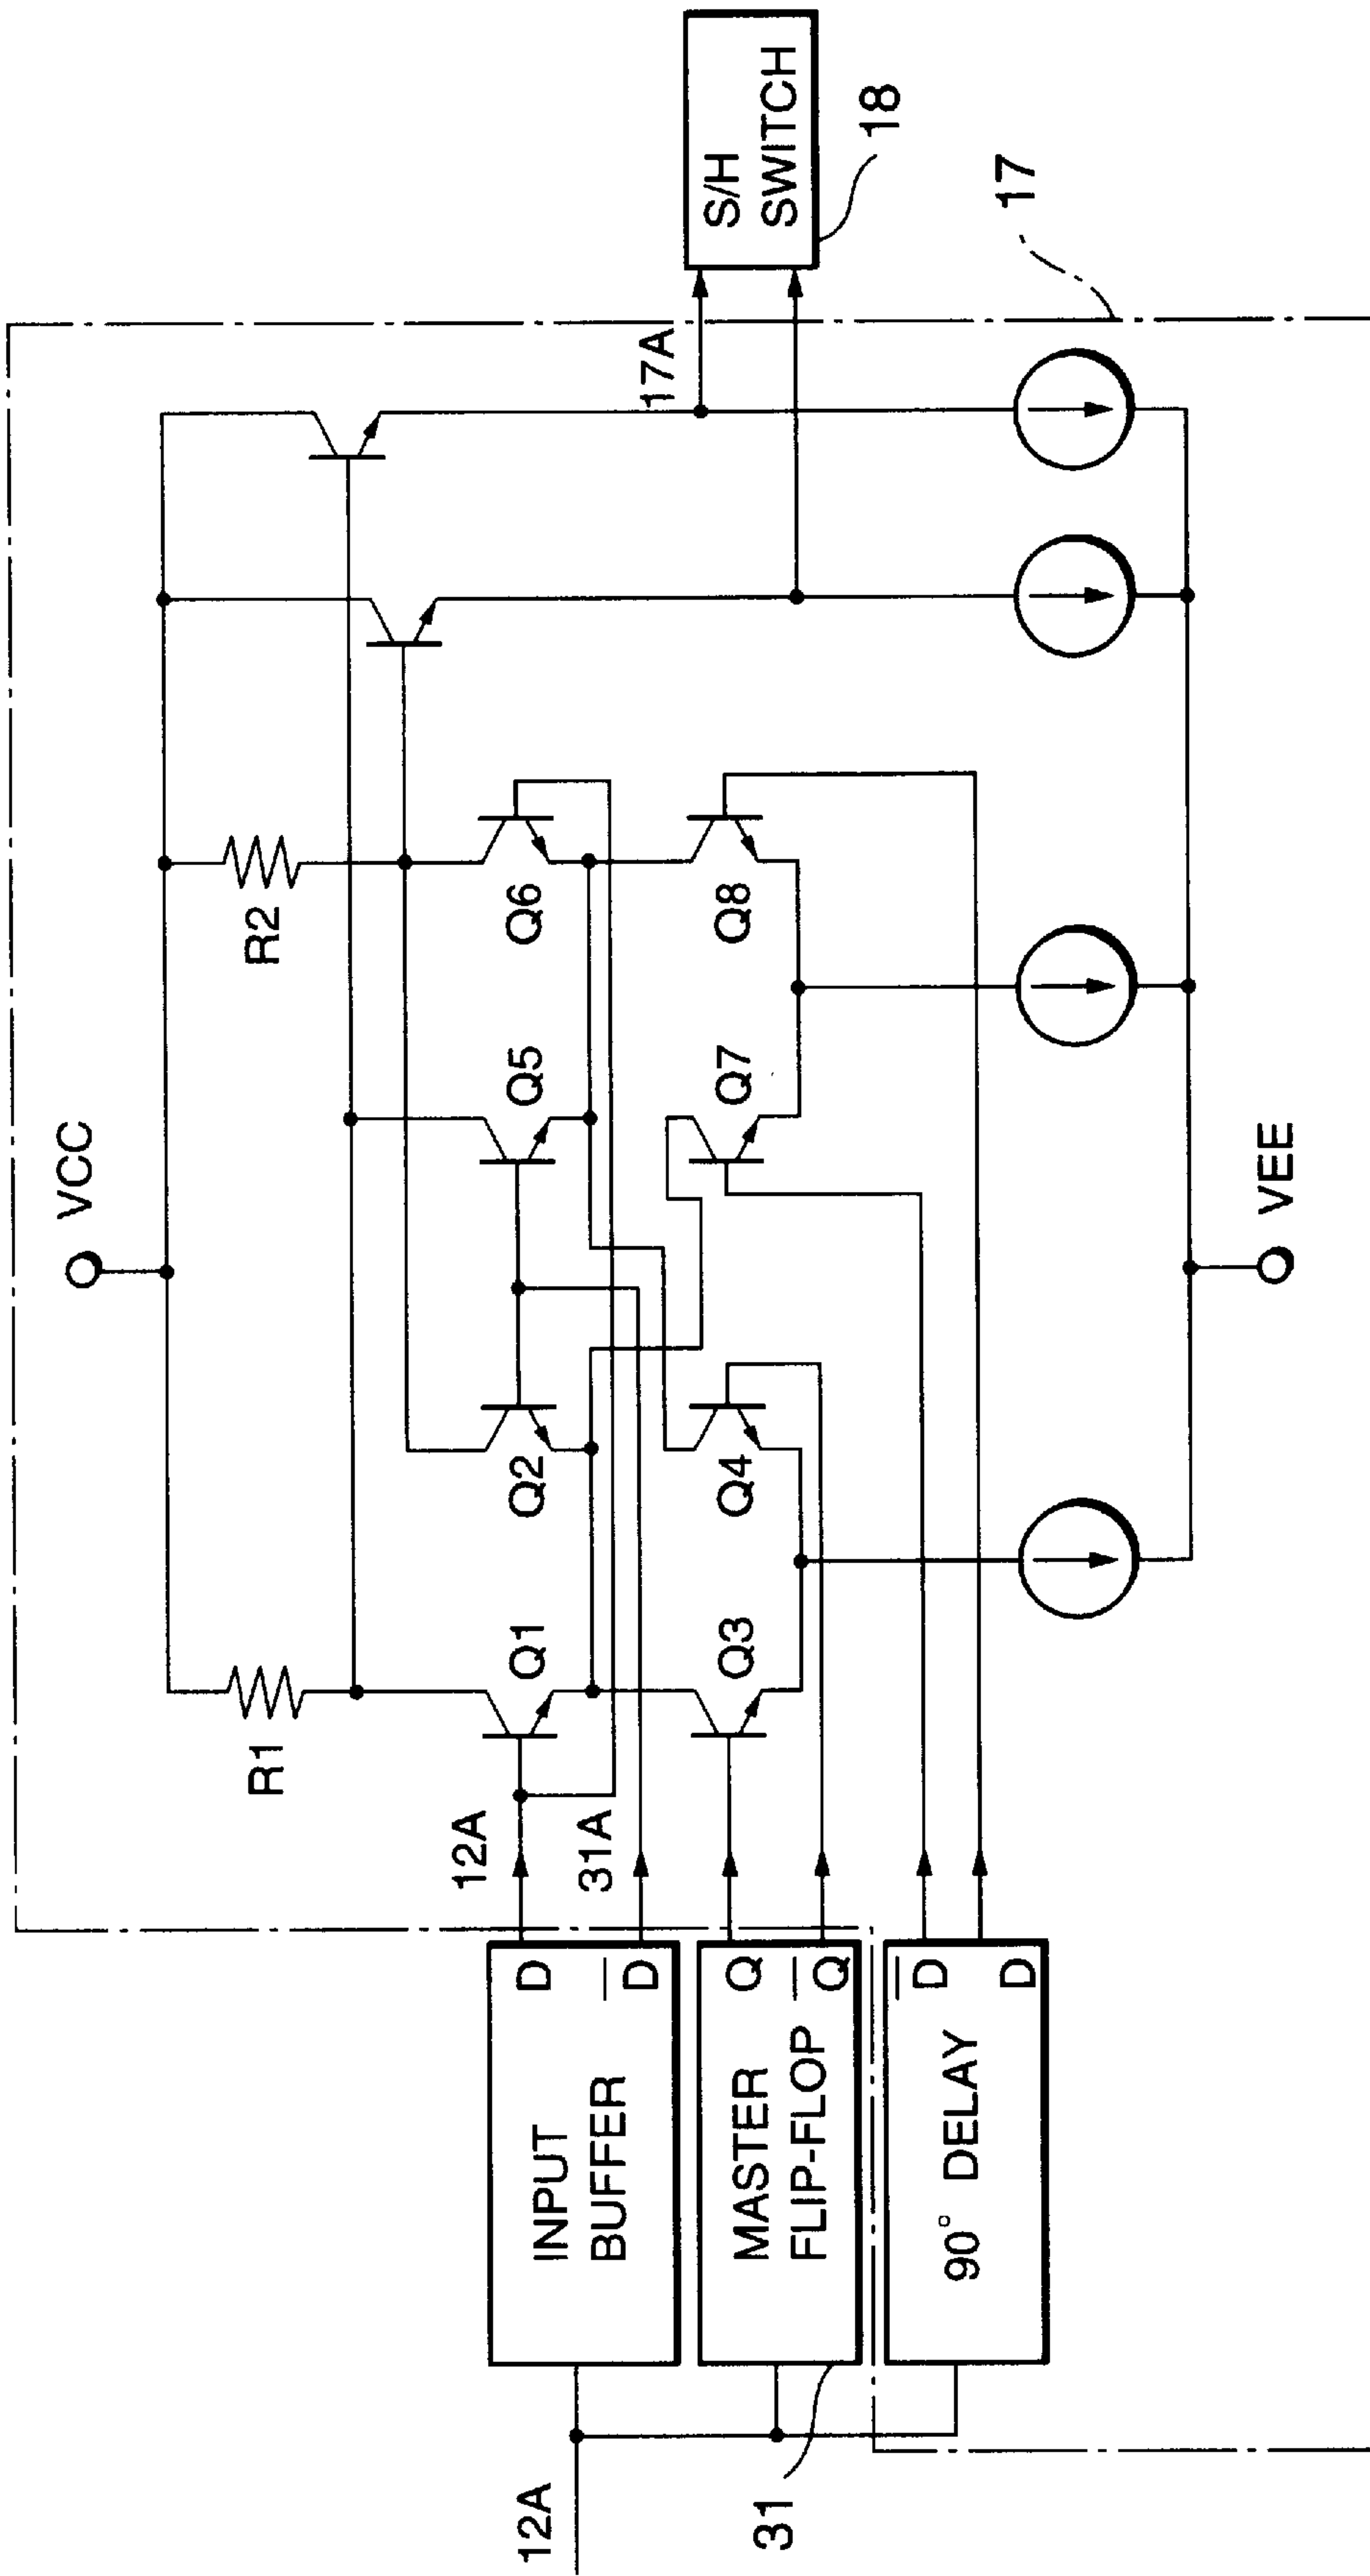 VCC
R1
R2
17A
S/H
SWITCH
18
17
12A
12A
31A
INPUT
BUFFER
D
D̅
Q1
Q2
Q5
Q6
MASTER
FLIP-FLOP
Q
Q̅
31
Q3
Q4
Q7
Q8
90° DELAY
D̅
D
VEE